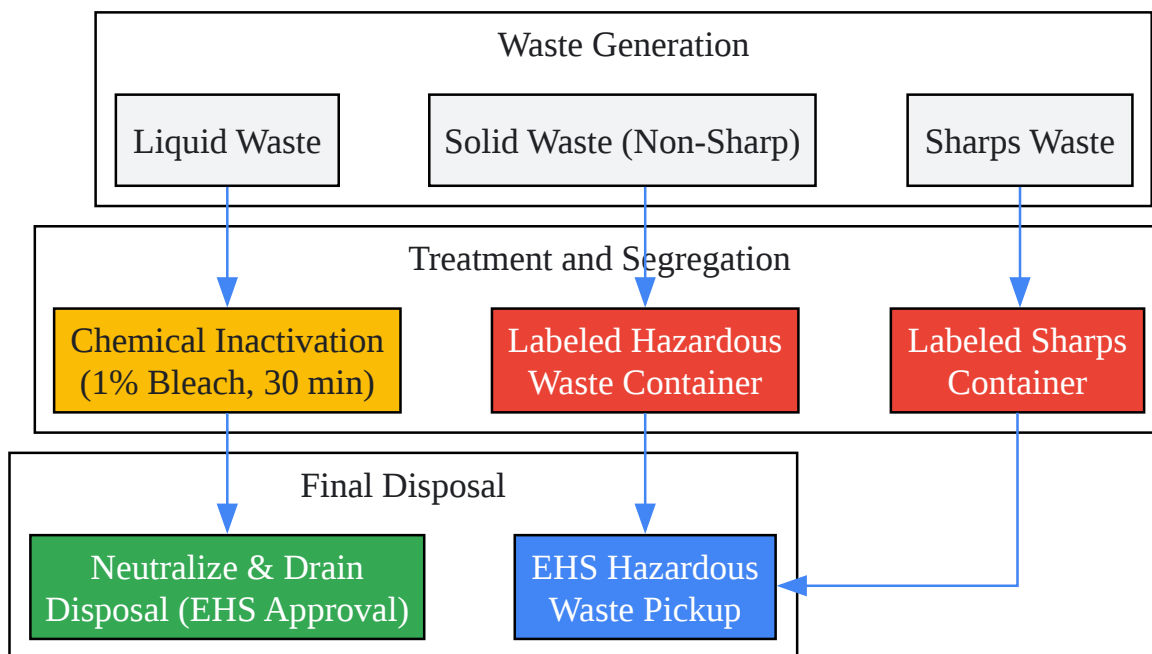 Waste Generation
Liquid Waste
Solid Waste (Non-Sharp)
Sharps Waste
Treatment and Segregation
Chemical Inactivation
(1% Bleach, 30 min)
Labeled Hazardous
Waste Container
Labeled Sharps
Container
Final Disposal
Neutralize & Drain
Disposal (EHS Approval)
EHS Hazardous
Waste Pickup